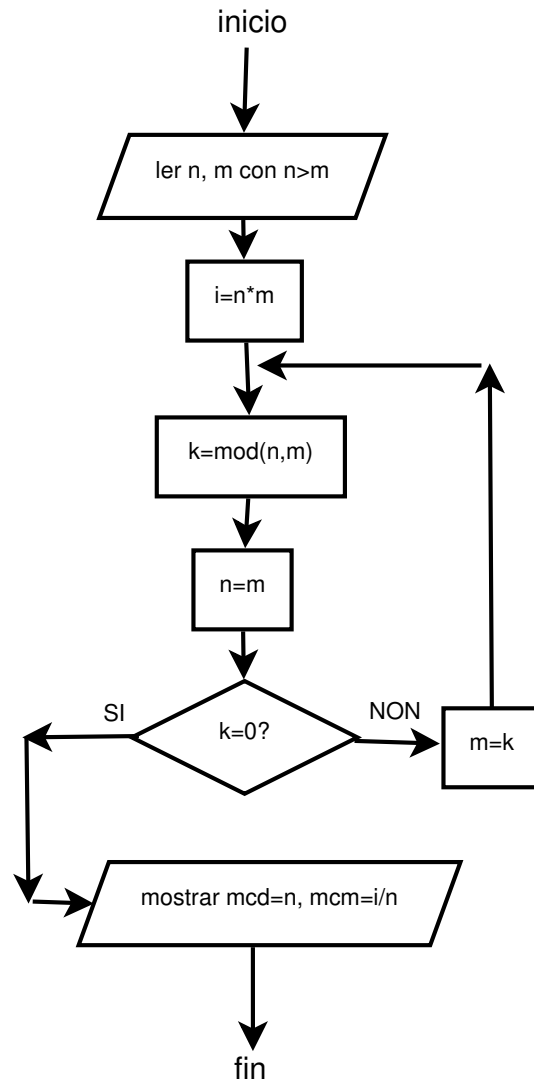 inicio
ler n, m con n>m
i=n*m
k=mod(n,m)
n=m
k=0?
SI
NON
m=k
mostrar mcd=n, mcm=i/n
fin